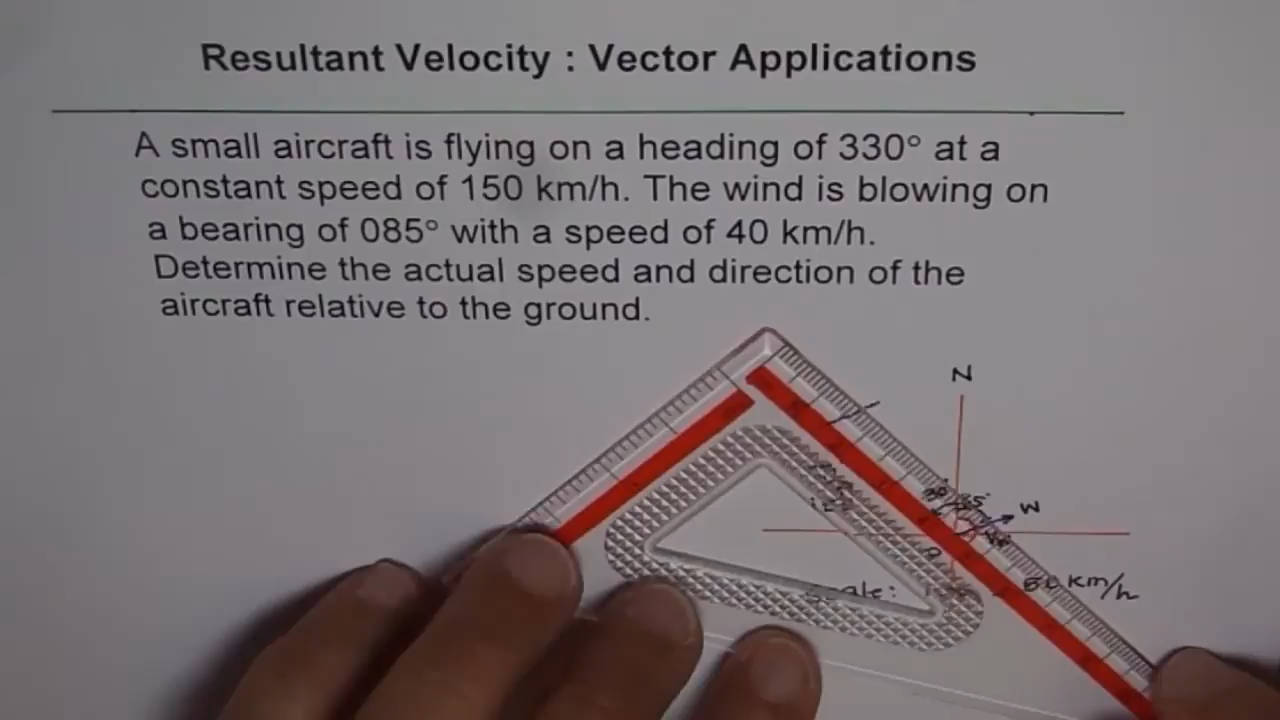 Resultant Velocity : Vector Applications
A small aircraft is flying on a heading of 330° at a
constant speed of 150 km/h. The wind is blowing on
a bearing of 085° with a speed of 40 km/h.
Determine the actual speed and direction of the
aircraft relative to the ground.
N
W
km/h